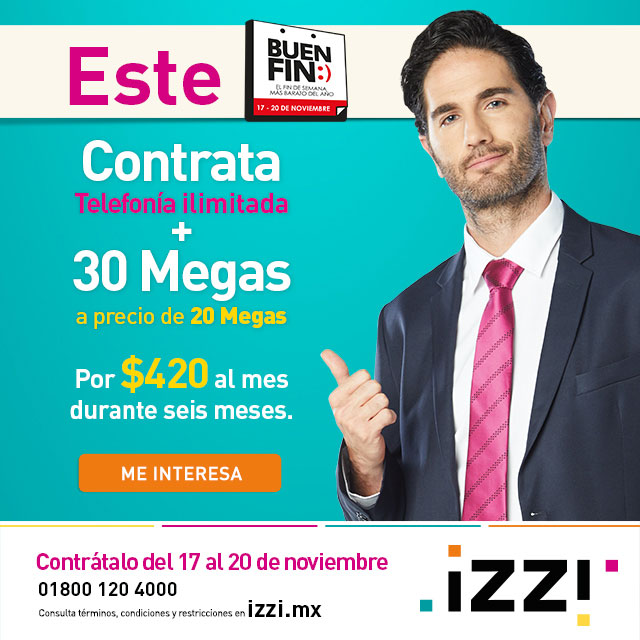 Este
BUEN
FIN:)
EL FIN DE SEMANA
MÁS BARATO DEL AÑO
17 - 20 DE NOVIEMBRE
Contrata
Telefonía ilimitada
+
30 Megas
a precio de 20 Megas
Por $420 al mes
durante seis meses.
ME INTERESA
Contrátalo del 17 al 20 de noviembre
01800 120 4000
Consulta términos, condiciones y restricciones en izzi.mx
izzi